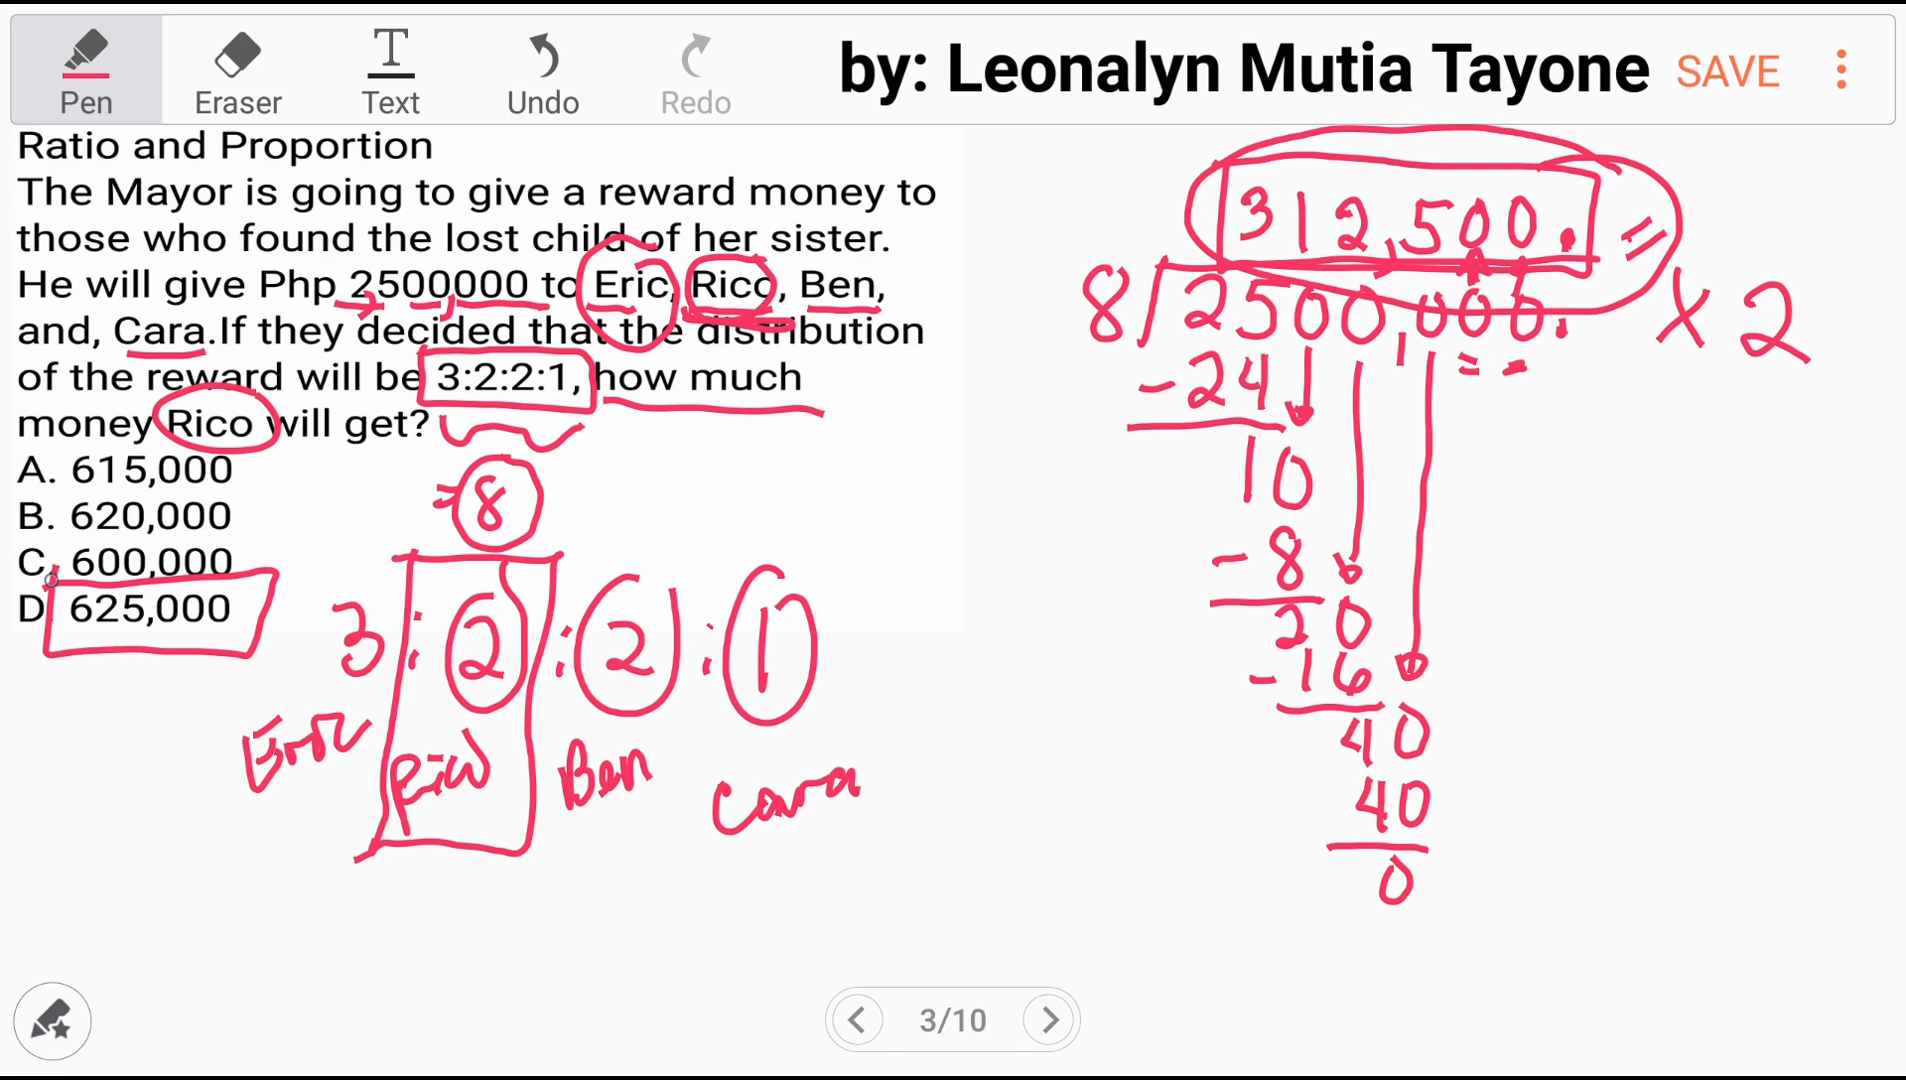 Pen Eraser Text Undo Redo by: Leonalyn Mutia Tayone SAVE
Ratio and Proportion
The Mayor is going to give a reward money to
those who found the lost child of her sister.
He will give Php 2500000 to Eric, Rico, Ben,
and, Cara.If they decided that the distribution
of the reward will be 3:2:2:1, how much
money Rico will get?
A. 615,000
B. 620,000
C. 600,000
D. 625,000
=8
3 : 2 : 2 : 1
Eric Rico Ben Cara
312,500. =
8 2500,000. x 2
-24
10
-8
20
-16
40
40
0
3/10